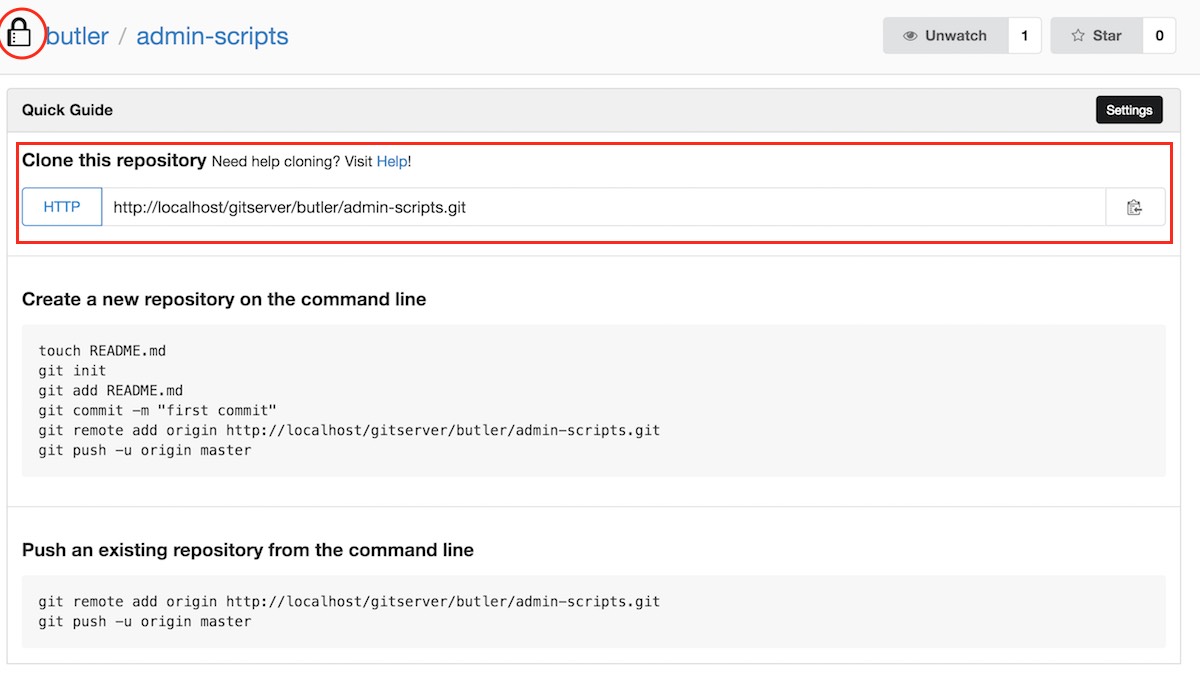 butler / admin-scripts
Unwatch 1 Star 0
Quick Guide Settings
Clone this repository Need help cloning? Visit Help!
HTTP http://localhost/gitserver/butler/admin-scripts.git
Create a new repository on the command line
touch README.md
git init
git add README.md
git commit -m "first commit"
git remote add origin http://localhost/gitserver/butler/admin-scripts.git
git push -u origin master
Push an existing repository from the command line
git remote add origin http://localhost/gitserver/butler/admin-scripts.git
git push -u origin master